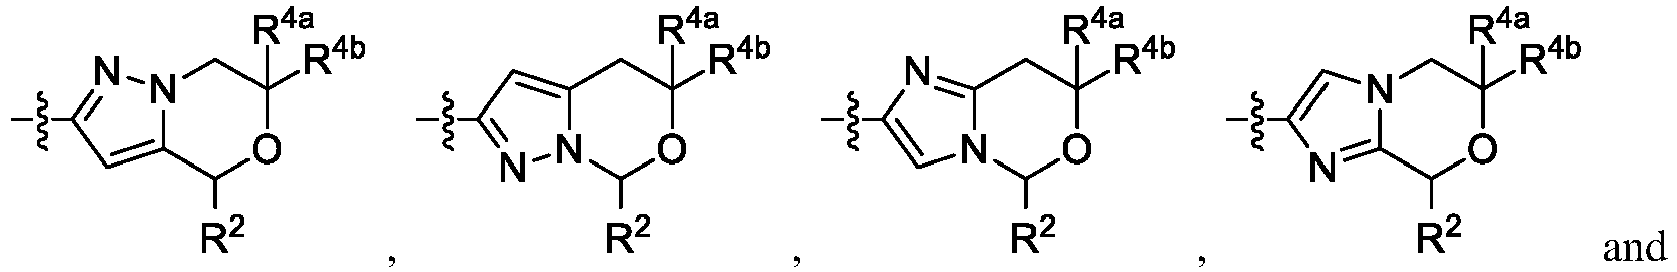 R4a R4a R4a R4a
R4b R4b R4b R4b
N N N N
N O O O O
N N N N
R2 , R2 , R2 , R2 and